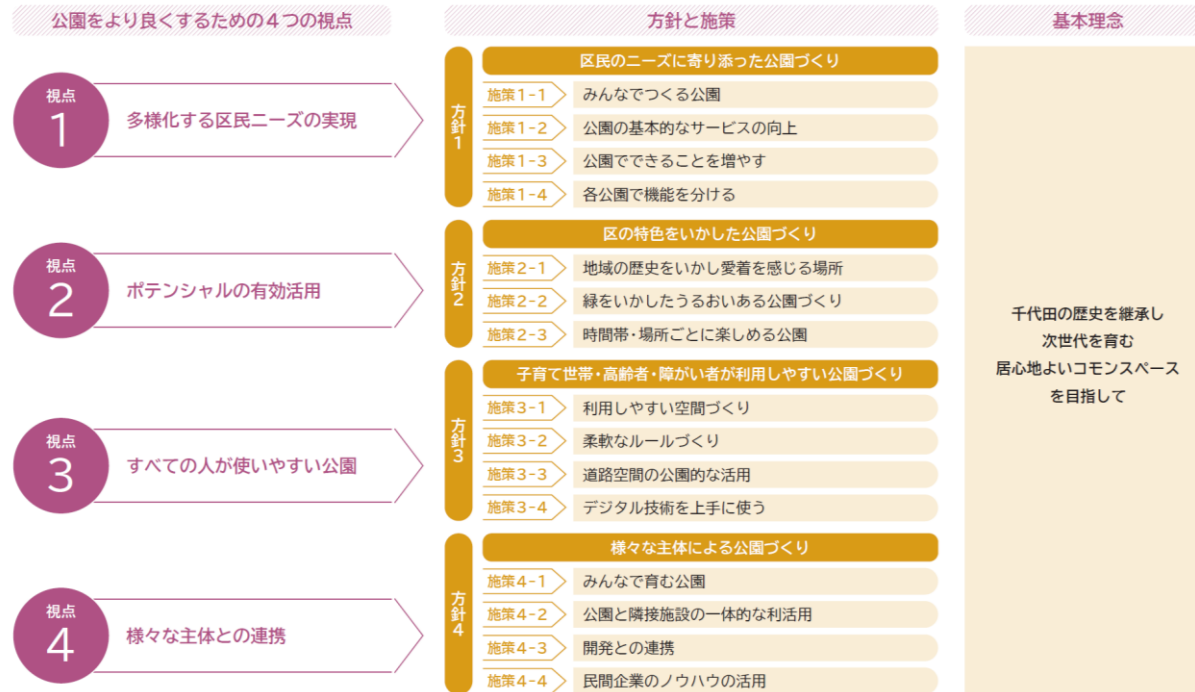 公園をより良くするための4つの視点
方針と施策
基本理念
視点
1
多様化する区民ニーズの実現
方針1
区民のニーズに寄り添った公園づくり
施策1-1
みんなでつくる公園
施策1-2
公園の基本的なサービスの向上
施策1-3
公園でできることを増やす
施策1-4
各公園で機能を分ける
視点
2
ポテンシャルの有効活用
方針2
区の特色をいかした公園づくり
施策2-1
地域の歴史をいかし愛着を感じる場所
施策2-2
緑をいかしたうるおいある公園づくり
施策2-3
時間帯・場所ごとに楽しめる公園
視点
3
すべての人が使いやすい公園
方針3
子育て世帯・高齢者・障がい者が利用しやすい公園づくり
施策3-1
利用しやすい空間づくり
施策3-2
柔軟なルールづくり
施策3-3
道路空間の公園的な活用
施策3-4
デジタル技術を上手に使う
視点
4
様々な主体との連携
方針4
様々な主体による公園づくり
施策4-1
みんなで育む公園
施策4-2
公園と隣接施設の一体的な利活用
施策4-3
開発との連携
施策4-4
民間企業のノウハウの活用
千代田の歴史を継承し
次世代を育む
居心地よいコモンスペース
を目指して